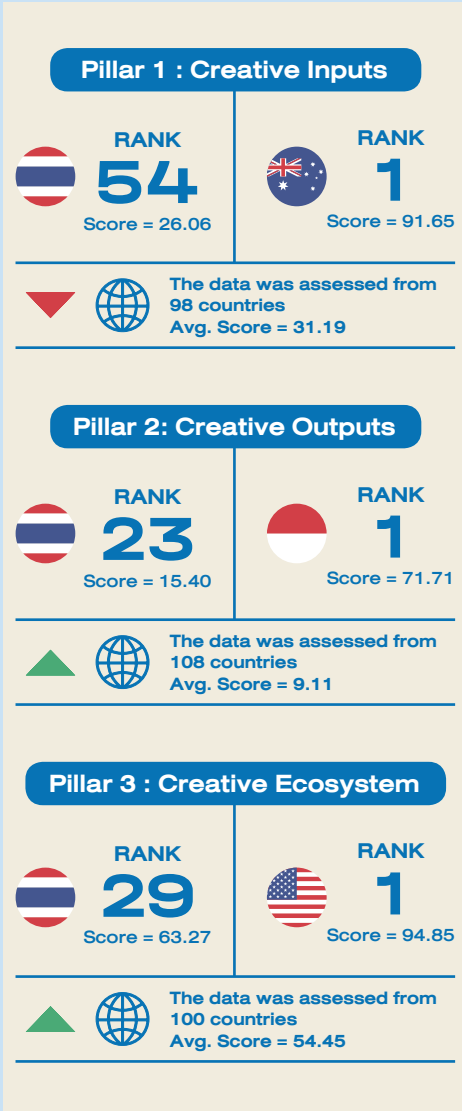 Pillar 1 : Creative Inputs
RANK
54
Score = 26.06
RANK
1
Score = 91.65
The data was assessed from
98 countries
Avg. Score = 31.19
Pillar 2: Creative Outputs
RANK
23
Score = 15.40
RANK
1
Score = 71.71
The data was assessed from
108 countries
Avg. Score = 9.11
Pillar 3 : Creative Ecosystem
RANK
29
Score = 63.27
RANK
1
Score = 94.85
The data was assessed from
100 countries
Avg. Score = 54.45